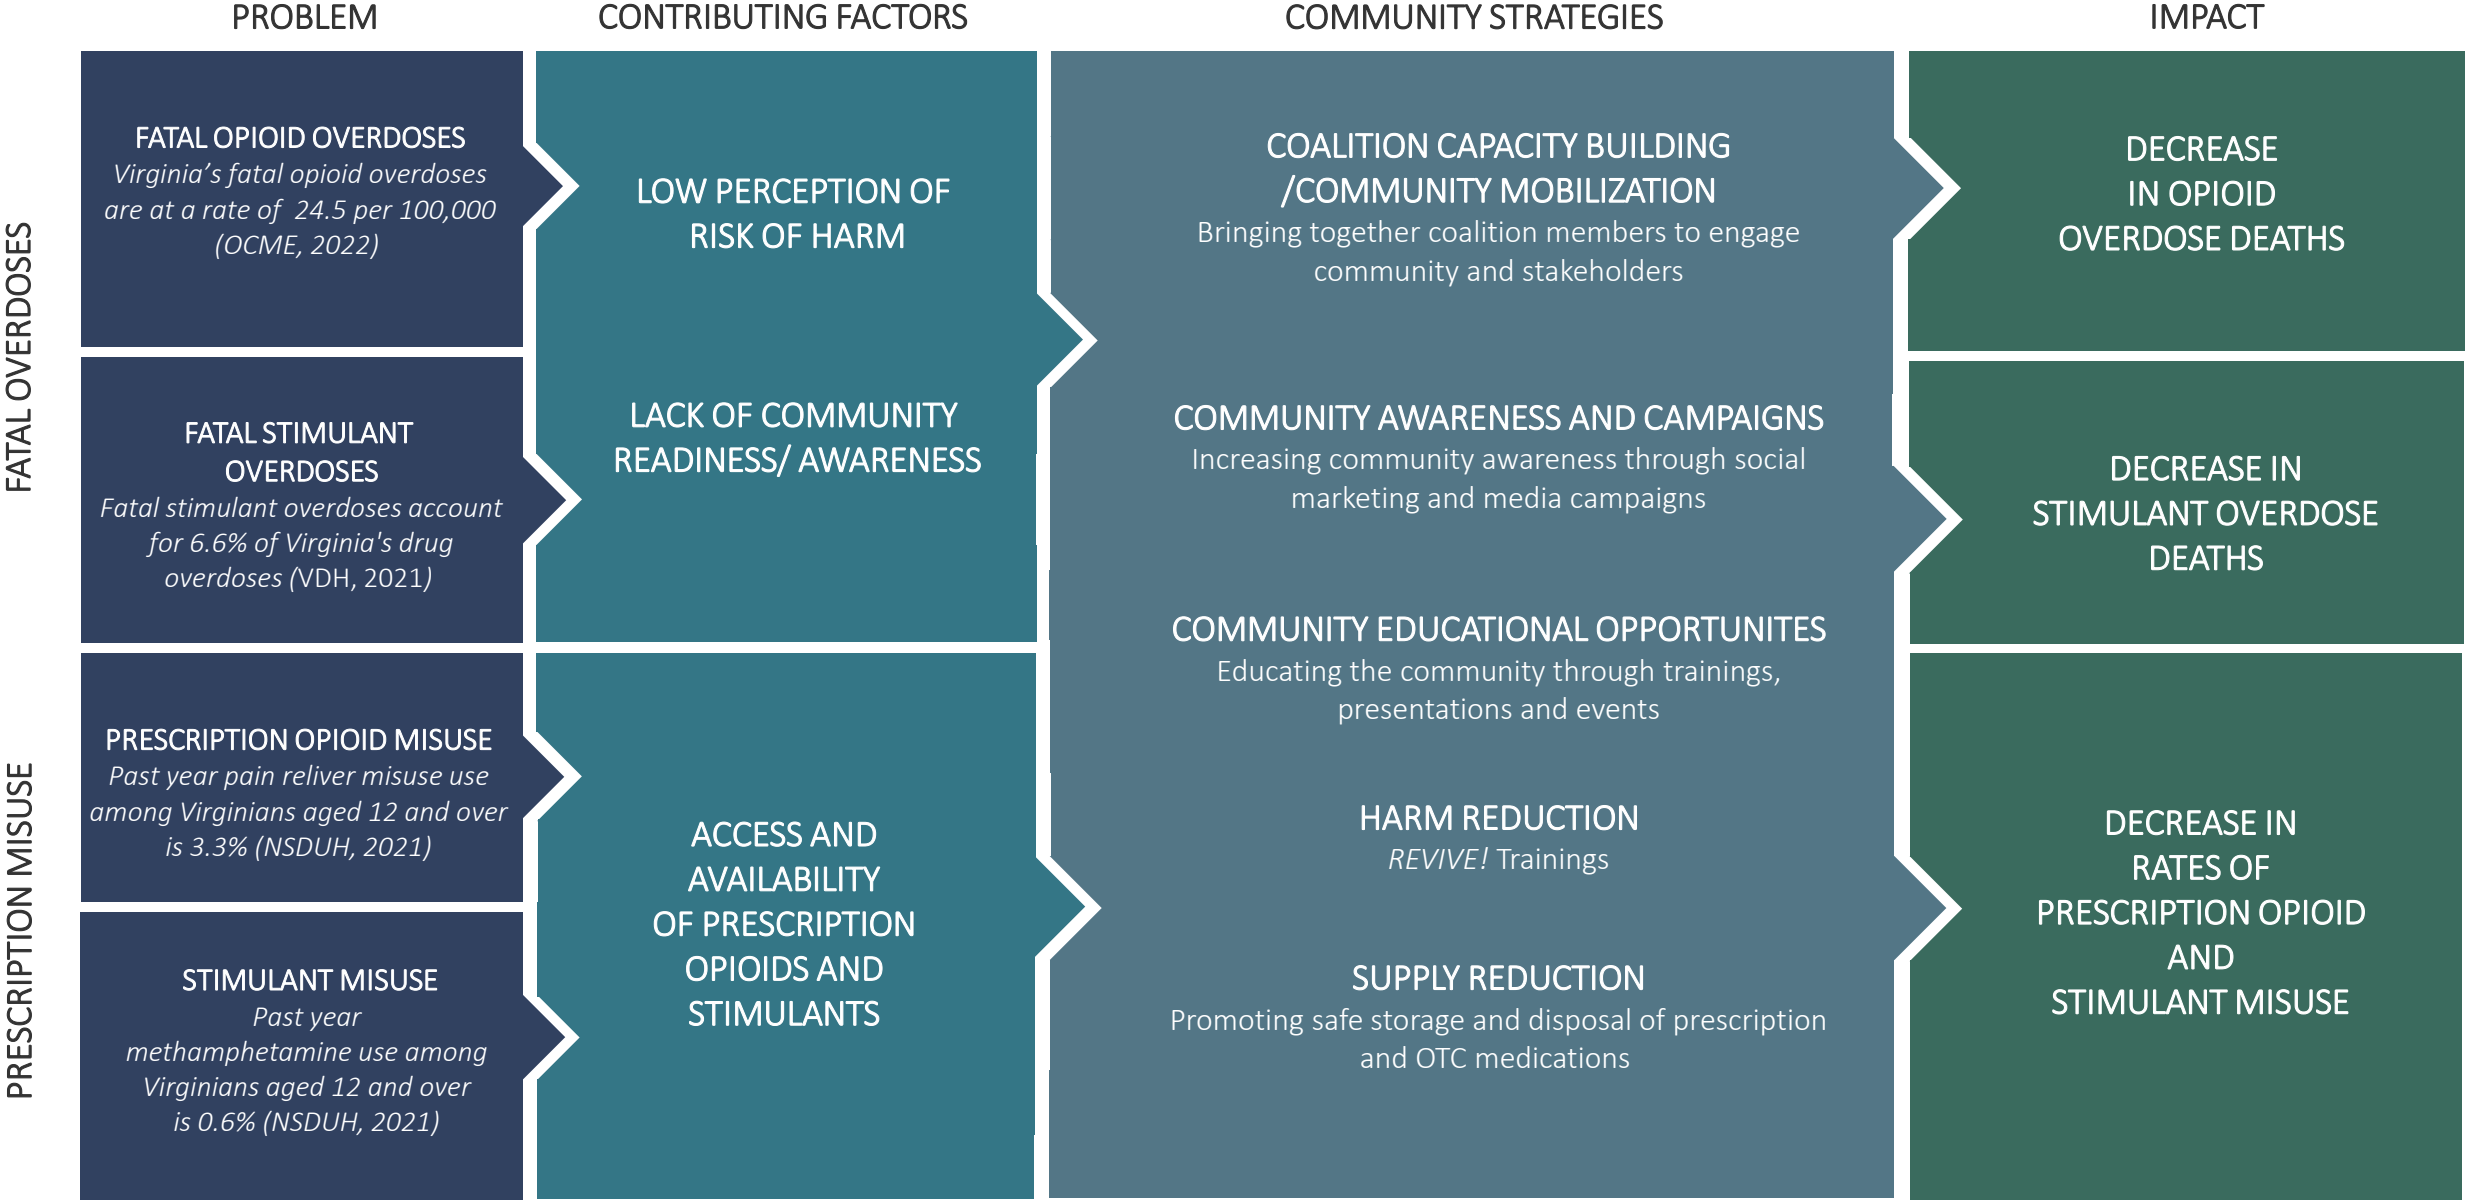 PROBLEM
CONTRIBUTING FACTORS
COMMUNITY STRATEGIES
IMPACT
FATAL OVERDOSES
FATAL OPIOID OVERDOSES
Virginia’s fatal opioid overdoses
are at a rate of 24.5 per 100,000
(OCME, 2022)
FATAL STIMULANT
OVERDOSES
Fatal stimulant overdoses account
for 6.6% of Virginia's drug
overdoses (VDH, 2021)
PRESCRIPTION MISUSE
PRESCRIPTION OPIOID MISUSE
Past year pain reliver misuse use
among Virginians aged 12 and over
is 3.3% (NSDUH, 2021)
STIMULANT MISUSE
Past year
methamphetamine use among
Virginians aged 12 and over
is 0.6% (NSDUH, 2021)
LOW PERCEPTION OF
RISK OF HARM
LACK OF COMMUNITY
READINESS/ AWARENESS
ACCESS AND
AVAILABILITY
OF PRESCRIPTION
OPIOIDS AND
STIMULANTS
COALITION CAPACITY BUILDING
/COMMUNITY MOBILIZATION
Bringing together coalition members to engage
community and stakeholders
COMMUNITY AWARENESS AND CAMPAIGNS
Increasing community awareness through social
marketing and media campaigns
COMMUNITY EDUCATIONAL OPPORTUNITES
Educating the community through trainings,
presentations and events
HARM REDUCTION
REVIVE! Trainings
SUPPLY REDUCTION
Promoting safe storage and disposal of prescription
and OTC medications
DECREASE
IN OPIOID
OVERDOSE DEATHS
DECREASE IN
STIMULANT OVERDOSE
DEATHS
DECREASE IN
RATES OF
PRESCRIPTION OPIOID
AND
STIMULANT MISUSE